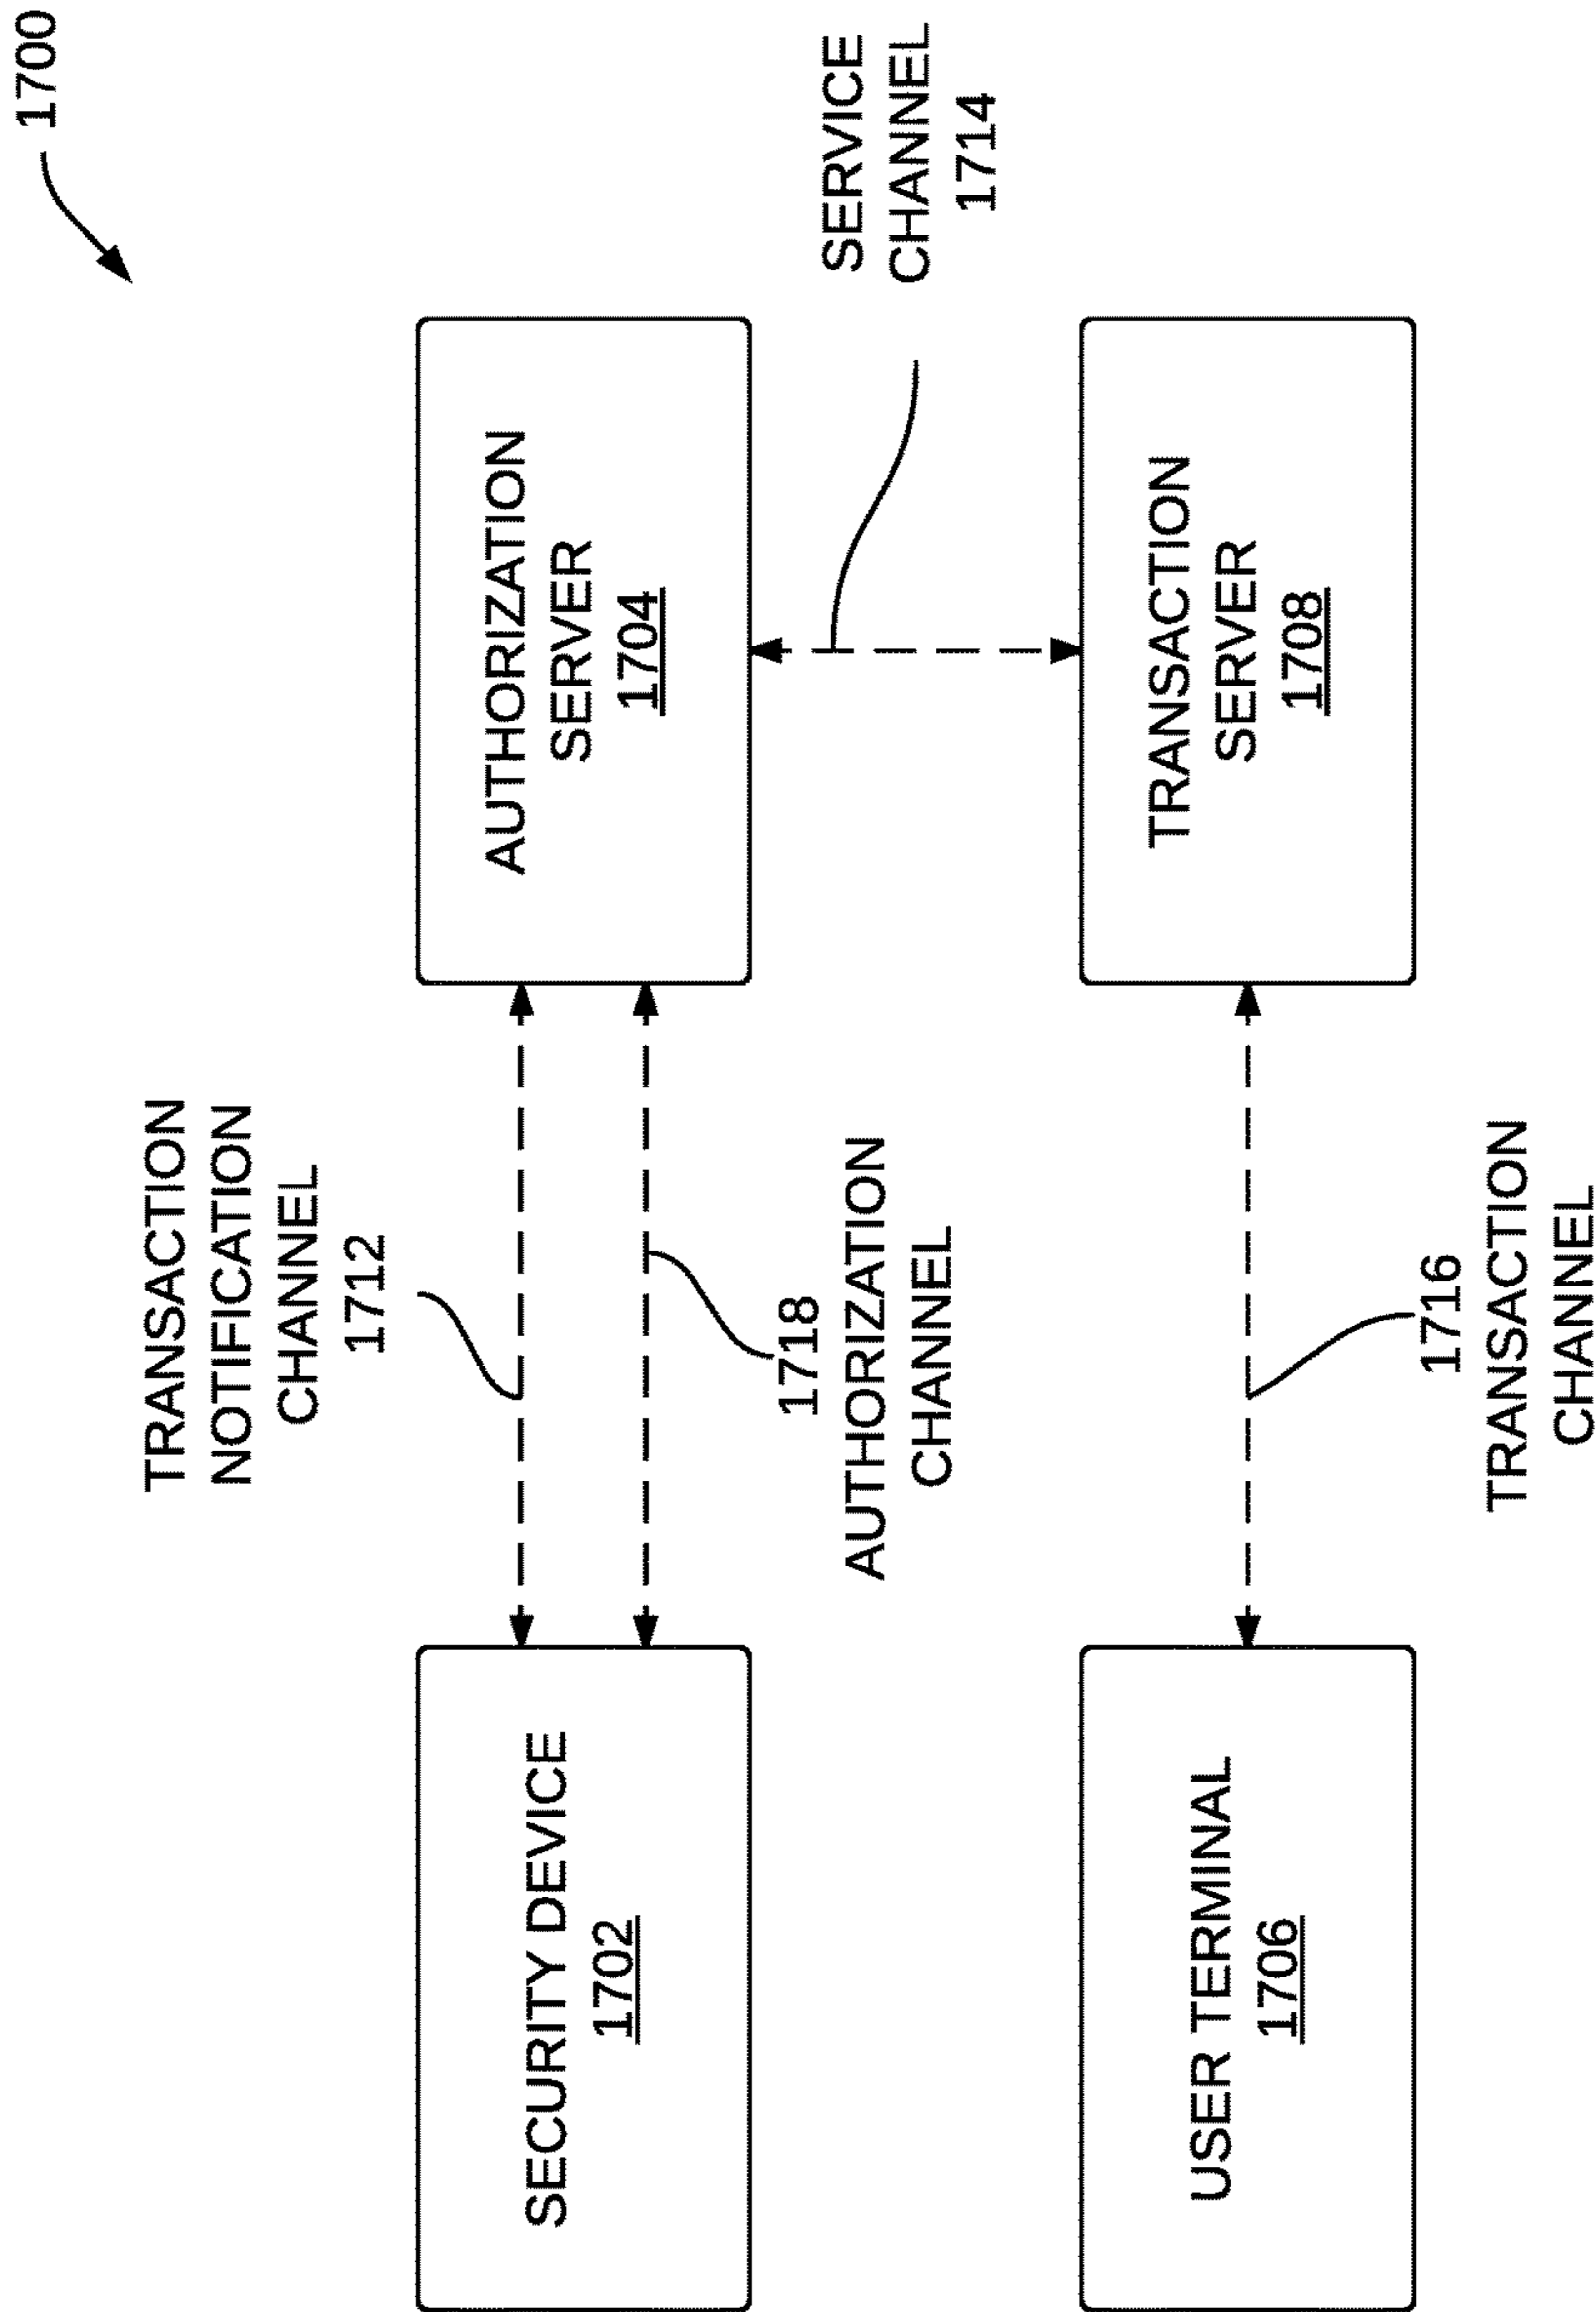 1700
TRANSACTION
NOTIFICATION
CHANNEL
1712
SECURITY DEVICE
1702
AUTHORIZATION
SERVER
1704
1718
AUTHORIZATION
CHANNEL
SERVICE
CHANNEL
1714
USER TERMINAL
1706
TRANSACTION
SERVER
1708
1716
TRANSACTION
CHANNEL